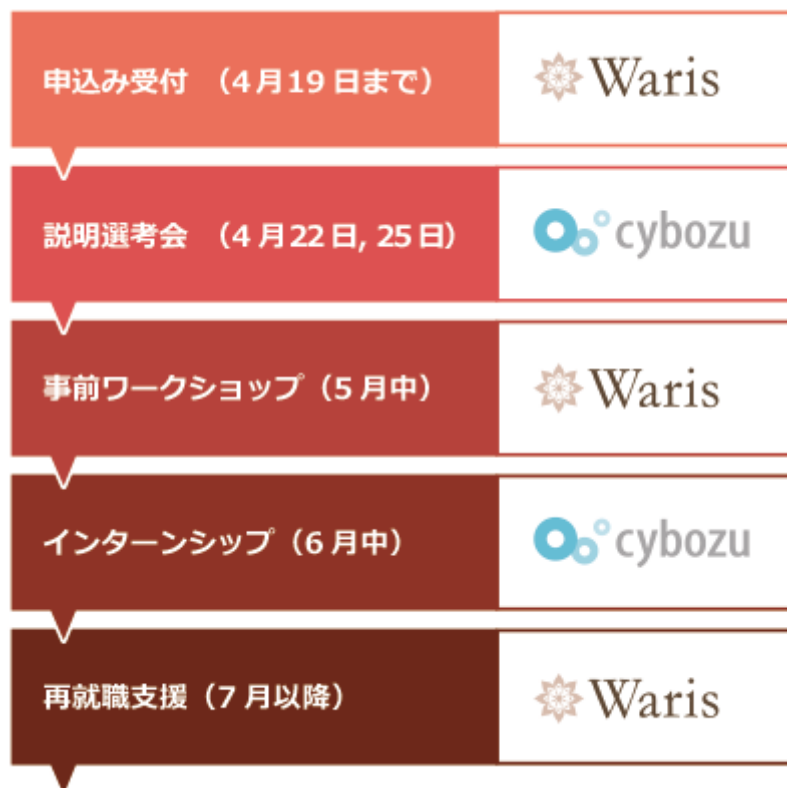 申込み受付 （4月19日まで）
Waris
説明選考会 （4月22日, 25日）
cybozu
事前ワークショップ（5月中）
Waris
インターンシップ（6月中）
cybozu
再就職支援（7月以降）
Waris